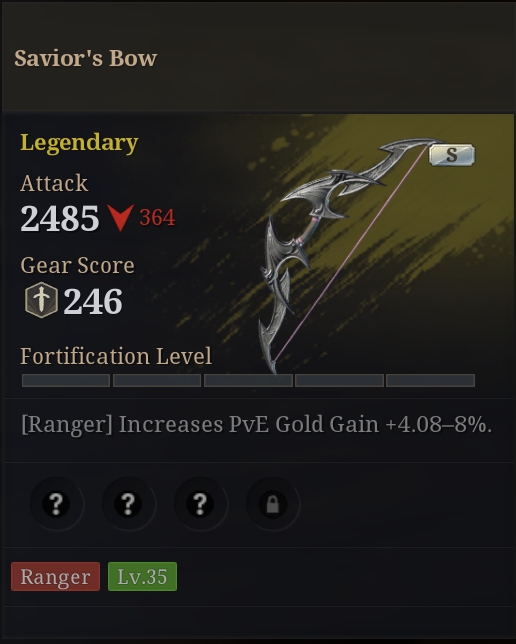 Savior's Bow
Legendary
S
Attack
2485 364
Gear Score
246
Fortification Level
[Ranger] Increases PvE Gold Gain +4.08–8%.
? ? ?
Ranger Lv.35